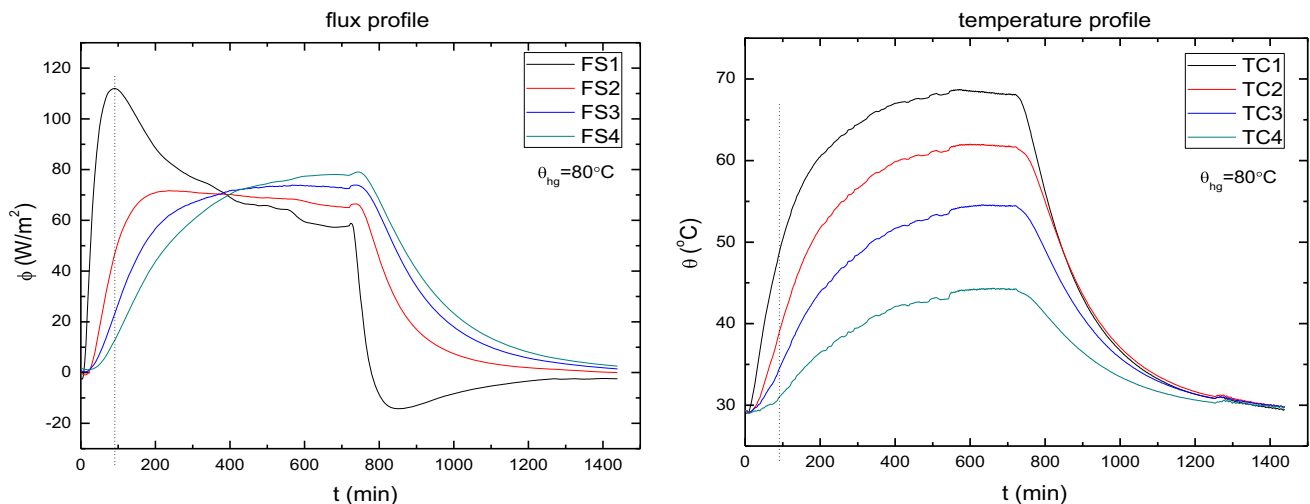 flux profile
120
100
80
60
40
20
0
-20
ϕ (W/m²)
FS1
FS2
FS3
FS4
θhg=80°C
0 200 400 600 800 1000 1200 1400
t (min)
temperature profile
70
60
50
40
30
θ (°C)
TC1
TC2
TC3
TC4
θhg=80°C
0 200 400 600 800 1000 1200 1400
t (min)